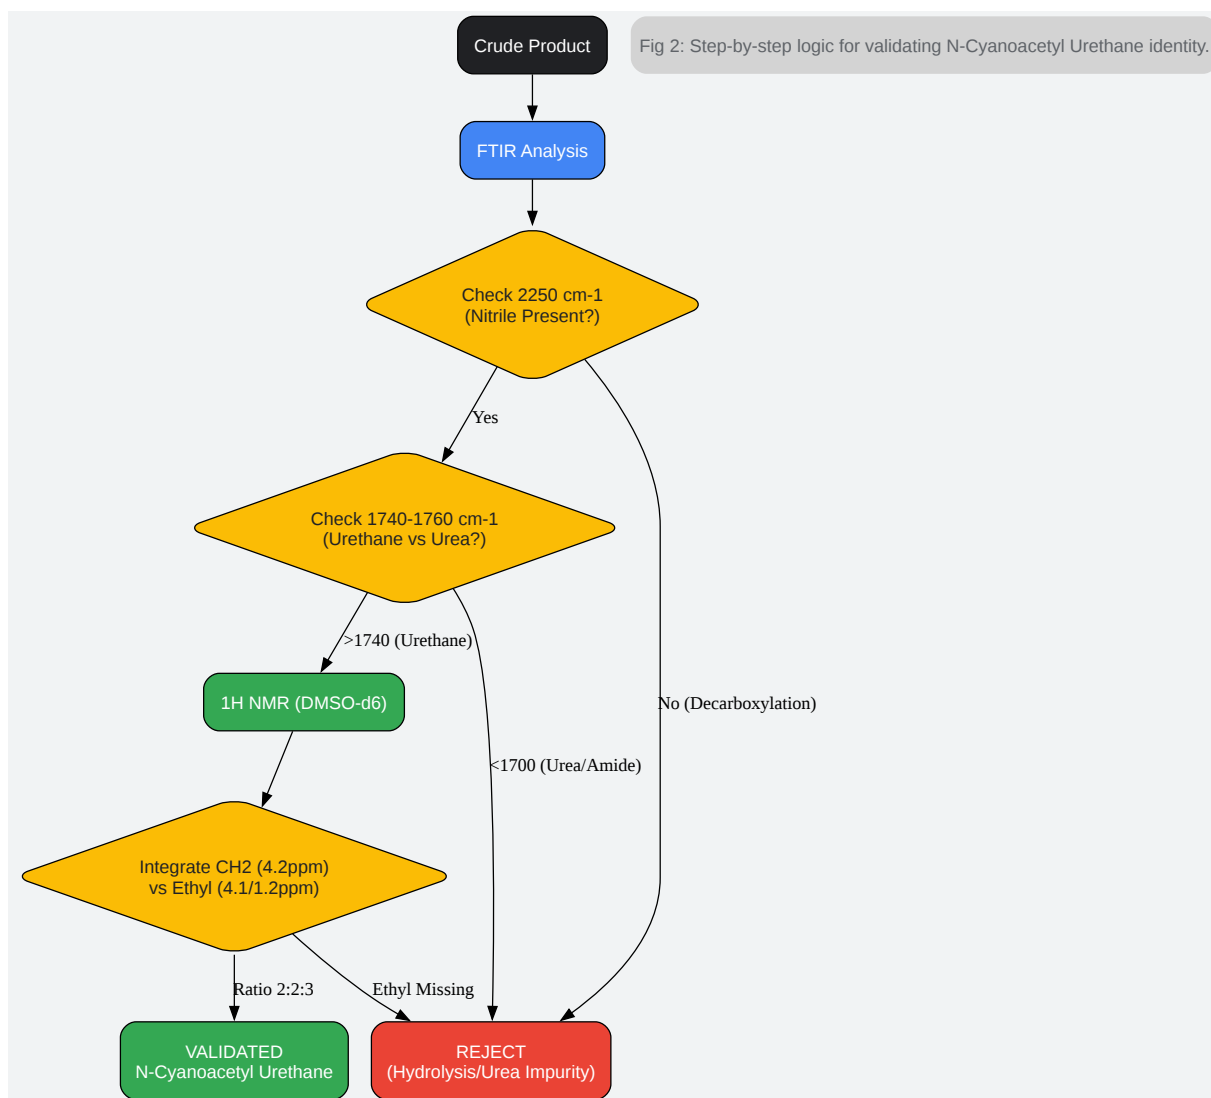 Crude Product
Fig 2: Step-by-step logic for validating N-Cyanoacetyl Urethane identity.
FTIR Analysis
Check 2250 cm-1
(Nitrile Present?)
Yes
Check 1740-1760 cm-1
(Urethane vs Urea?)
>1740 (Urethane)
1H NMR (DMSO-d6)
No (Decarboxylation)
<1700 (Urea/Amide)
Integrate CH2 (4.2ppm)
vs Ethyl (4.1/1.2ppm)
Ratio 2:2:3
Ethyl Missing
VALIDATED
N-Cyanoacetyl Urethane
REJECT
(Hydrolysis/Urea Impurity)